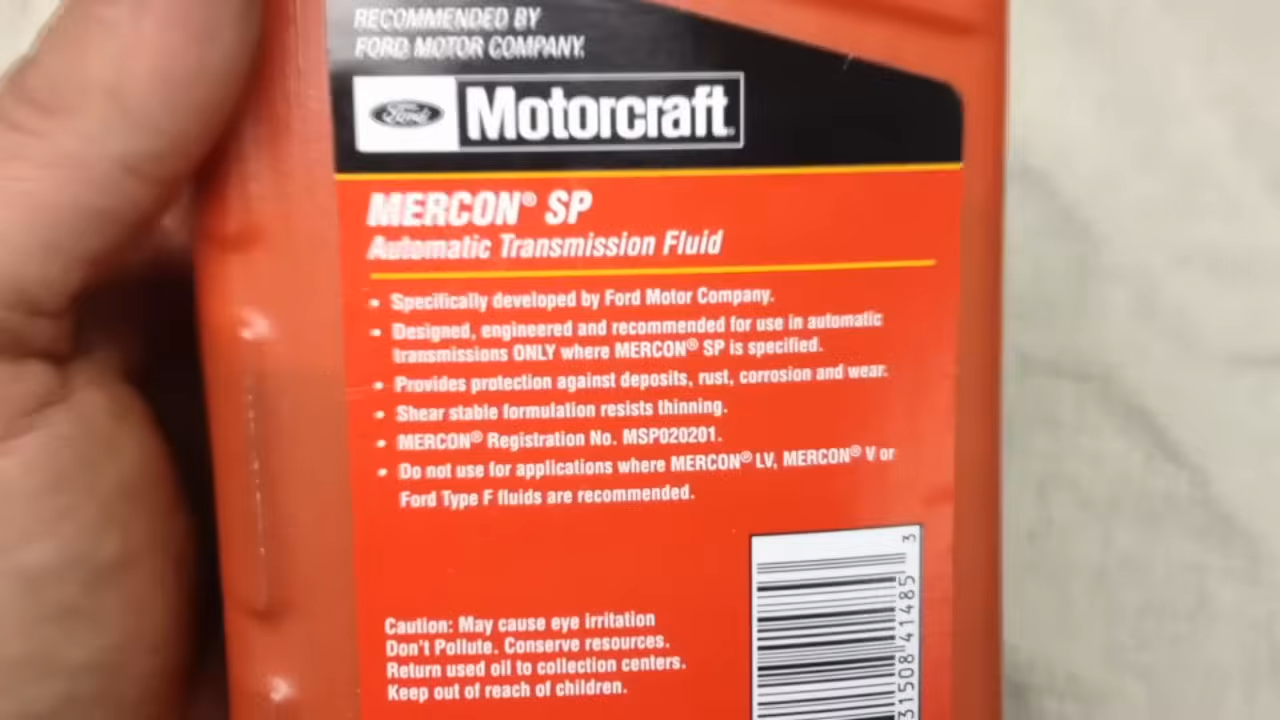 RECOMMENDED BY
FORD MOTOR COMPANY.
Ford Motorcraft®
MERCON® SP
Automatic Transmission Fluid
• Specifically developed by Ford Motor Company.
• Designed, engineered and recommended for use in automatic
transmissions ONLY where MERCON® SP is specified.
• Provides protection against deposits, rust, corrosion and wear.
• Shear stable formulation resists thinning.
• MERCON® Registration No. MSP020201.
• Do not use for applications where MERCON® LV, MERCON® V or
Ford Type F fluids are recommended.
Caution: May cause eye irritation
Don't Pollute. Conserve resources.
Return used oil to collection centers.
Keep out of reach of children.
31508 41485 3